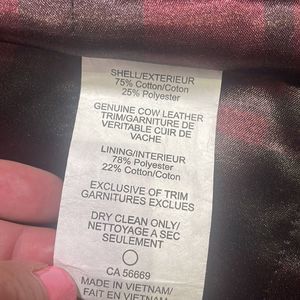 SHELL/EXTERIEUR
75% Cotton/Coton
25% Polyester
GENUINE COW LEATHER
TRIM/GARNITURE DE
VERITABLE CUIR DE
VACHE
LINING/INTERIEUR
78% Polyester
22% Cotton/Coton
EXCLUSIVE OF TRIM
GARNITURES EXCLUES
DRY CLEAN ONLY/
NETTOYAGE A SEC
SEULEMENT
CA 56669
MADE IN VIETNAM/
FAIT EN VIETNAM